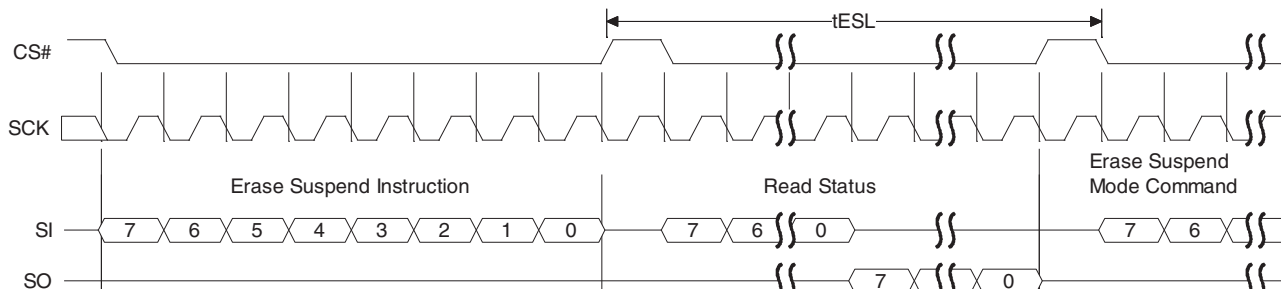 tESL
CS#
SCK
Erase Suspend Instruction
Read Status
Erase Suspend
Mode Command
SI 7 6 5 4 3 2 1 0 7 6 0 7 6
SO 7 0